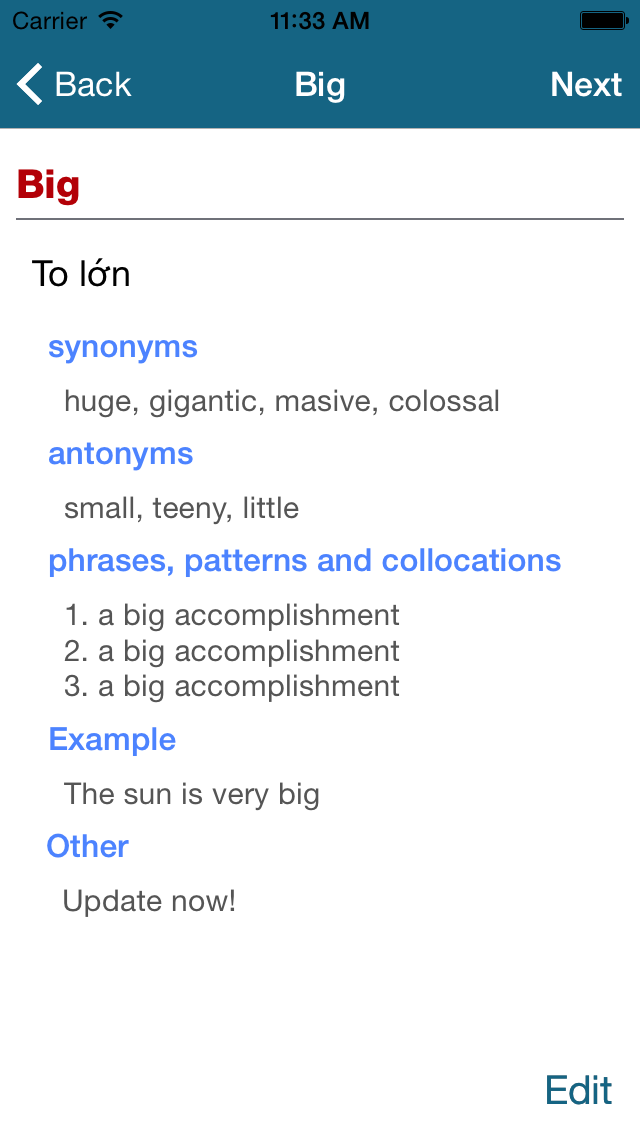 Carrier 11:33 AM
Back Big Next
Big
To lớn
synonyms
huge, gigantic, masive, colossal
antonyms
small, teeny, little
phrases, patterns and collocations
1. a big accomplishment
2. a big accomplishment
3. a big accomplishment
Example
The sun is very big
Other
Update now!
Edit